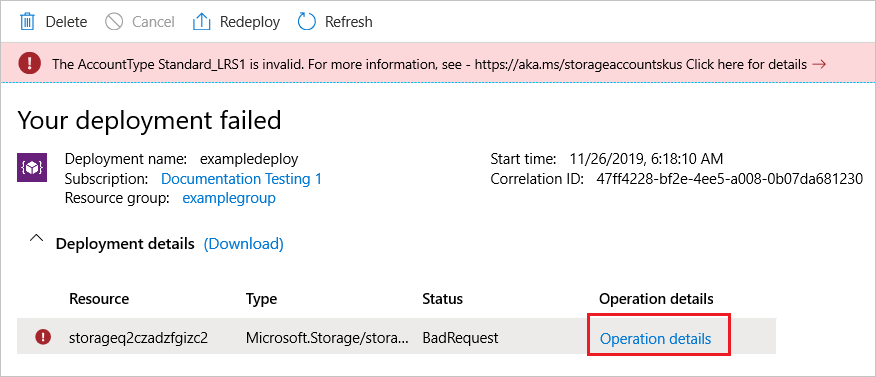 Delete Cancel Redeploy Refresh
The AccountType Standard_LRS1 is invalid. For more information, see - https://aka.ms/storageaccountskus Click here for details →
Your deployment failed
Deployment name: exampledeploy Start time: 11/26/2019, 6:18:10 AM
Subscription: Documentation Testing 1 Correlation ID: 47ff4228-bf2e-4ee5-a008-0b07da681230
Resource group: examplegroup
Deployment details (Download)
Resource Type Status Operation details
storageq2czadzfgizc2 Microsoft.Storage/stora... BadRequest Operation details